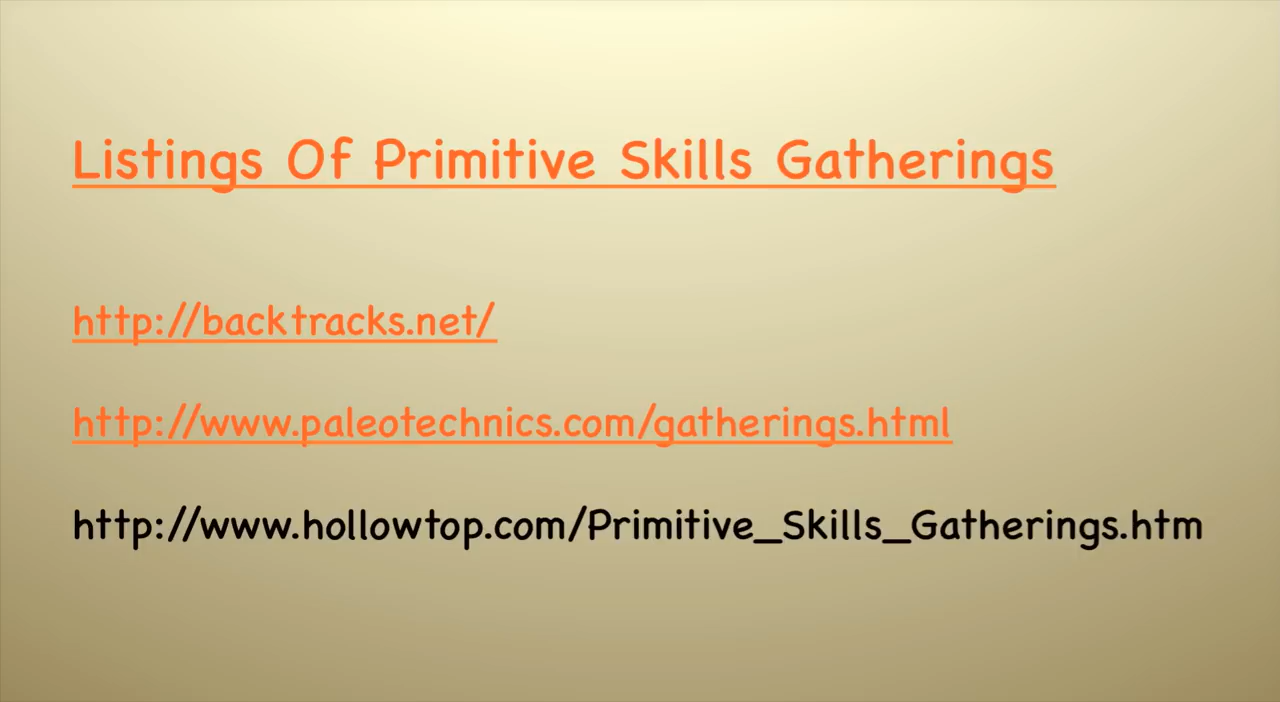 Listings Of Primitive Skills Gatherings
http://backtracks.net/
http://www.paleotechnics.com/gatherings.html
http://www.hollowtop.com/Primitive_Skills_Gatherings.htm